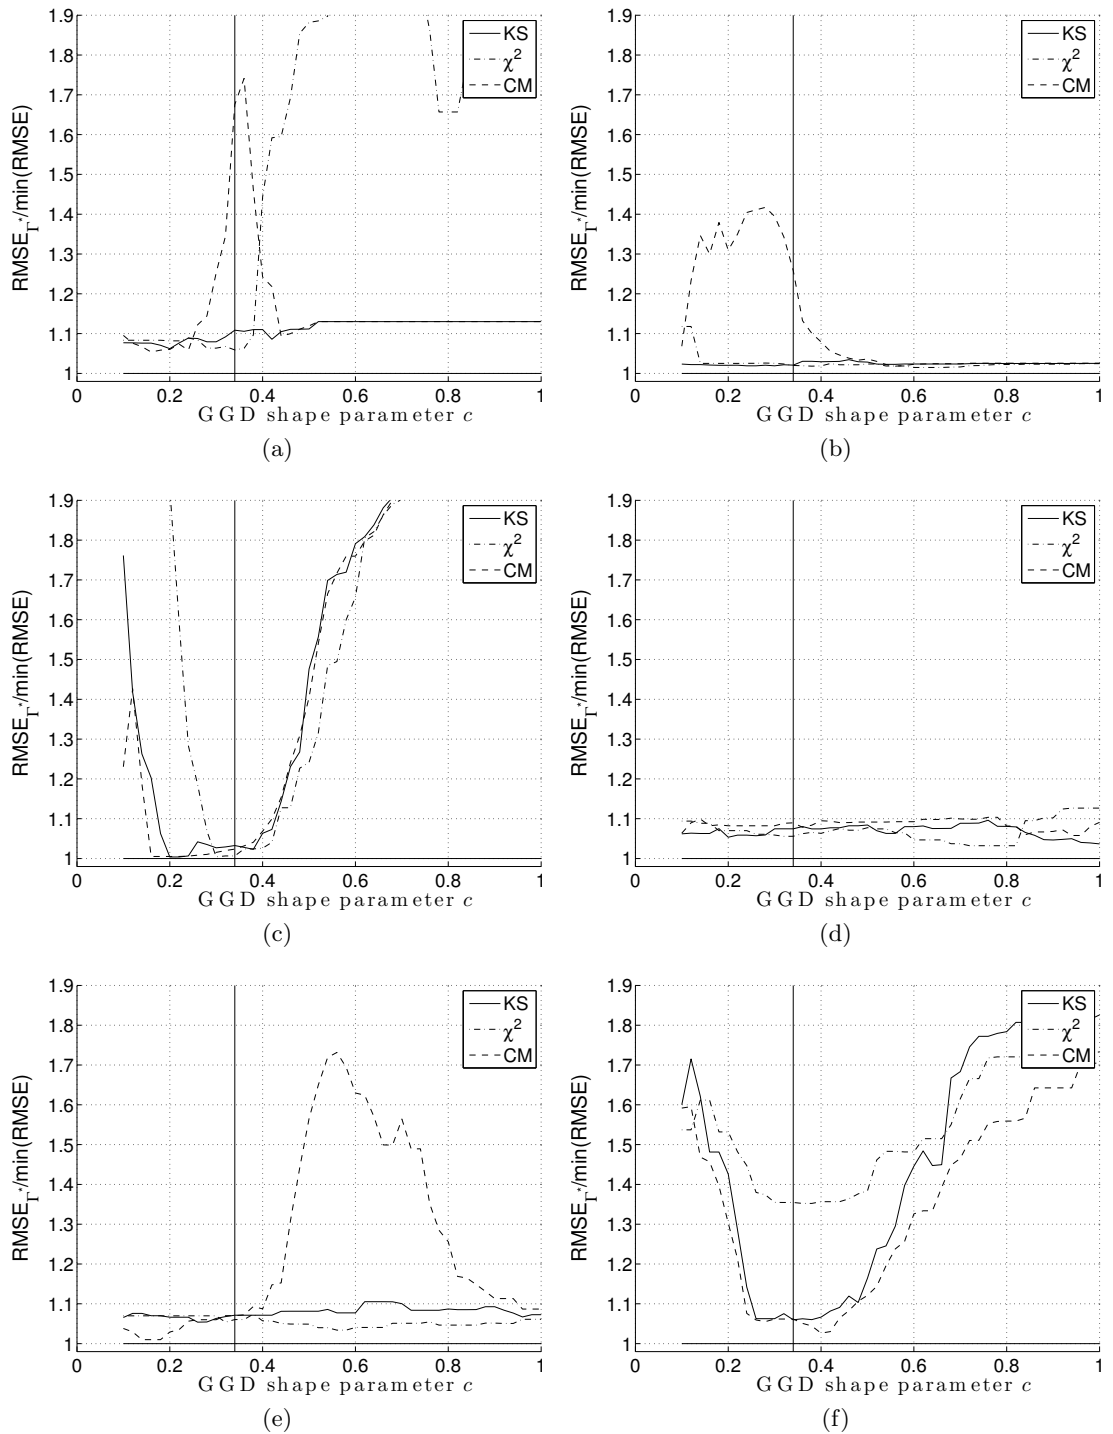 1.9
1.8
1.7
1.6
1.5
1.4
1.3
1.2
1.1
1
RMSE_Γ*/min(RMSE)
KS
χ²
CM
0 0.2 0.4 0.6 0.8 1
GGD shape parameter c
(a)
1.9
1.8
1.7
1.6
1.5
1.4
1.3
1.2
1.1
1
RMSE_Γ*/min(RMSE)
KS
χ²
CM
0 0.2 0.4 0.6 0.8 1
GGD shape parameter c
(b)
1.9
1.8
1.7
1.6
1.5
1.4
1.3
1.2
1.1
1
RMSE_Γ*/min(RMSE)
KS
χ²
CM
0 0.2 0.4 0.6 0.8 1
GGD shape parameter c
(c)
1.9
1.8
1.7
1.6
1.5
1.4
1.3
1.2
1.1
1
RMSE_Γ*/min(RMSE)
KS
χ²
CM
0 0.2 0.4 0.6 0.8 1
GGD shape parameter c
(d)
1.9
1.8
1.7
1.6
1.5
1.4
1.3
1.2
1.1
1
RMSE_Γ*/min(RMSE)
KS
χ²
CM
0 0.2 0.4 0.6 0.8 1
GGD shape parameter c
(e)
1.9
1.8
1.7
1.6
1.5
1.4
1.3
1.2
1.1
1
RMSE_Γ*/min(RMSE)
KS
χ²
CM
0 0.2 0.4 0.6 0.8 1
GGD shape parameter c
(f)